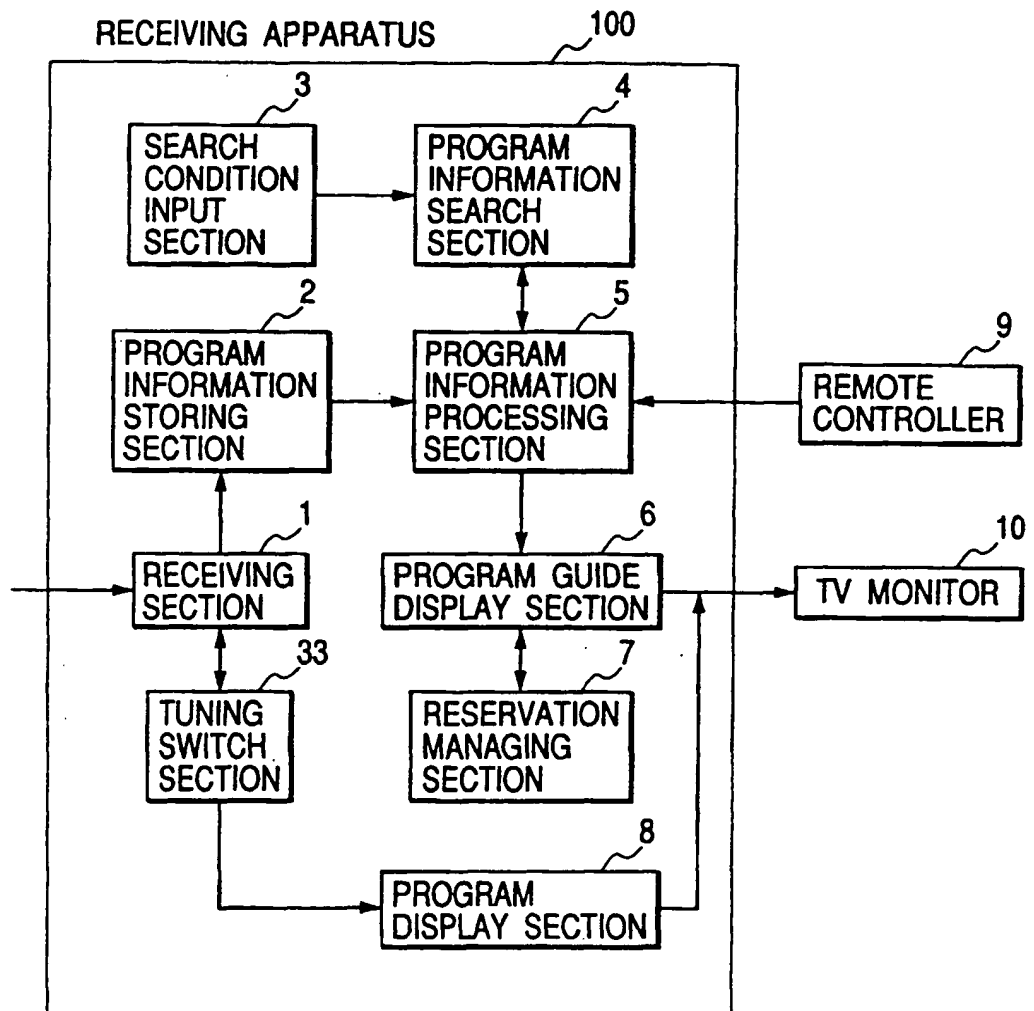 RECEIVING APPARATUS
100
3
SEARCH
CONDITION
INPUT
SECTION
4
PROGRAM
INFORMATION
SEARCH
SECTION
2
PROGRAM
INFORMATION
STORING
SECTION
5
PROGRAM
INFORMATION
PROCESSING
SECTION
9
REMOTE
CONTROLLER
1
RECEIVING
SECTION
6
PROGRAM GUIDE
DISPLAY SECTION
10
TV MONITOR
33
TUNING
SWITCH
SECTION
7
RESERVATION
MANAGING
SECTION
8
PROGRAM
DISPLAY SECTION